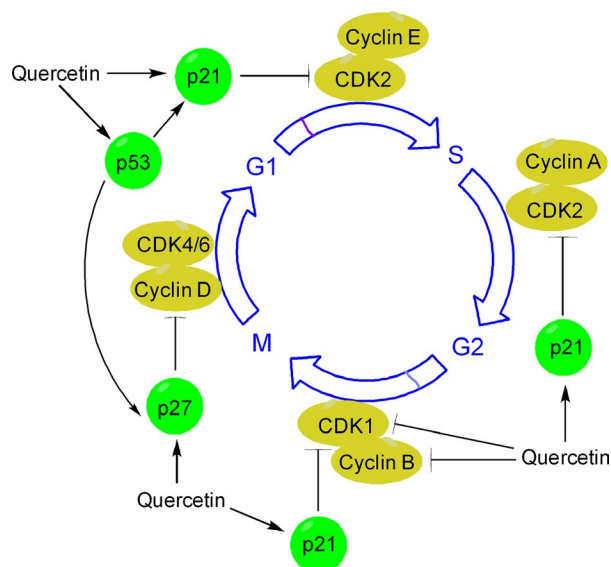 Cyclin E
Quercetin
p21
CDK2
p53
G1
S
Cyclin A
CDK2
CDK4/6
Cyclin D
M
G2
p21
p27
CDK1
Cyclin B
Quercetin
Quercetin
p21